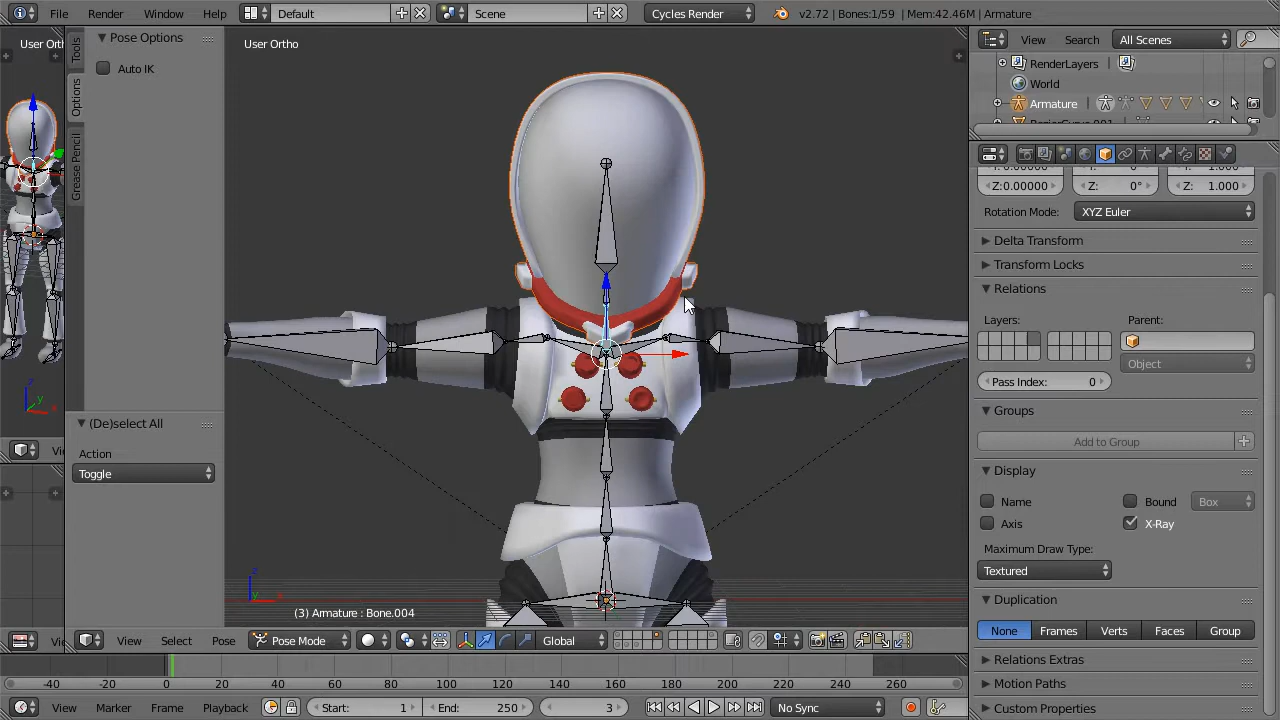 File Render Window Help Default Scene Cycles Render v2.72 | Bones:1/59 | Mem:42.46M | Armature
User Ort
Pose Options
User Ortho
View Search All Scenes
Tools
Auto IK
RenderLayers |
World
Armature
Options
Z:0.00000 Z: 0° Z: 1.000
Grease Pencil
Rotation Mode: XYZ Euler
Delta Transform
Transform Locks
Relations
Layers: Parent:
Object
Pass Index: 0
Groups
(De)select All
Add to Group
Action
Toggle
Display
Name Bound Box
Axis X-Ray
Maximum Draw Type:
Textured
Duplication
(3) Armature : Bone.004
None Frames Verts Faces Group
View Select Pose Pose Mode Global
Relations Extras
-40 -20 0 20 40 60 80 100 120 140 160 180 200 220 240 260
Motion Paths
View Marker Frame Playback Start: 1 End: 250 3 No Sync
Custom Properties